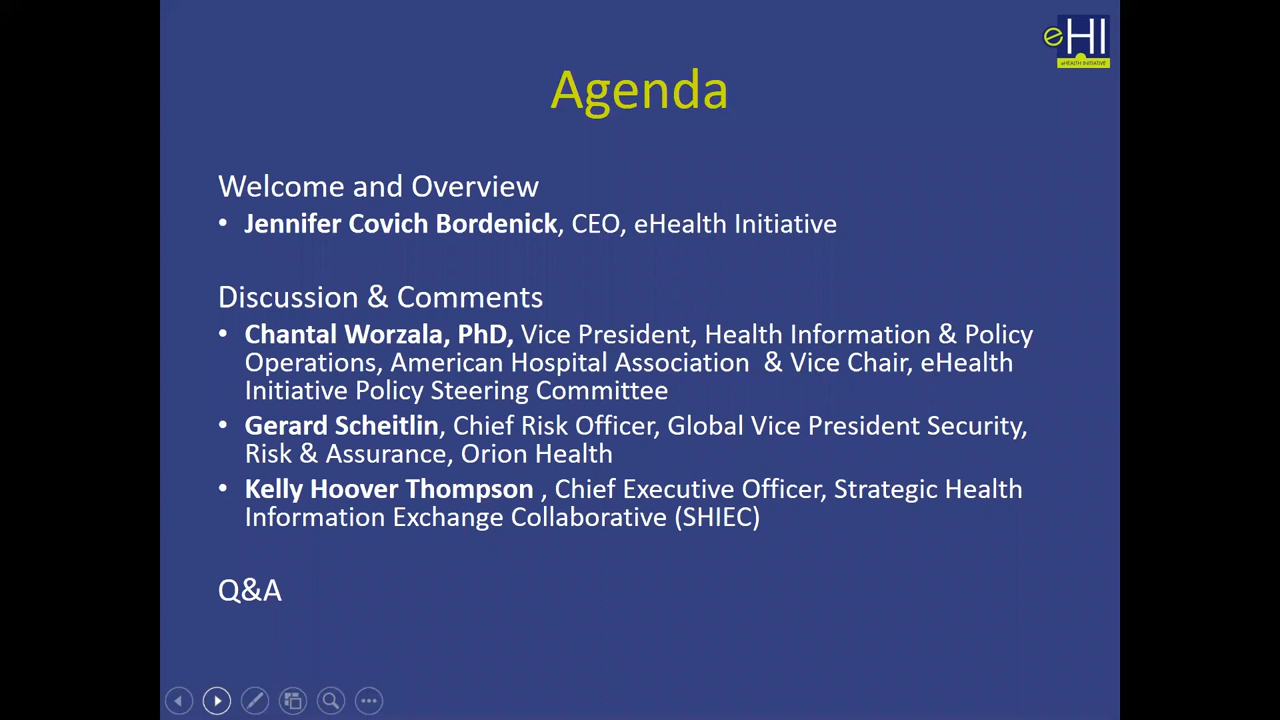 eHI
eHEALTH INITIATIVE
Agenda
Welcome and Overview
• Jennifer Covich Bordenick, CEO, eHealth Initiative
Discussion & Comments
• Chantal Worzala, PhD, Vice President, Health Information & Policy
Operations, American Hospital Association & Vice Chair, eHealth
Initiative Policy Steering Committee
• Gerard Scheitlin, Chief Risk Officer, Global Vice President Security,
Risk & Assurance, Orion Health
• Kelly Hoover Thompson , Chief Executive Officer, Strategic Health
Information Exchange Collaborative (SHIEC)
Q&A